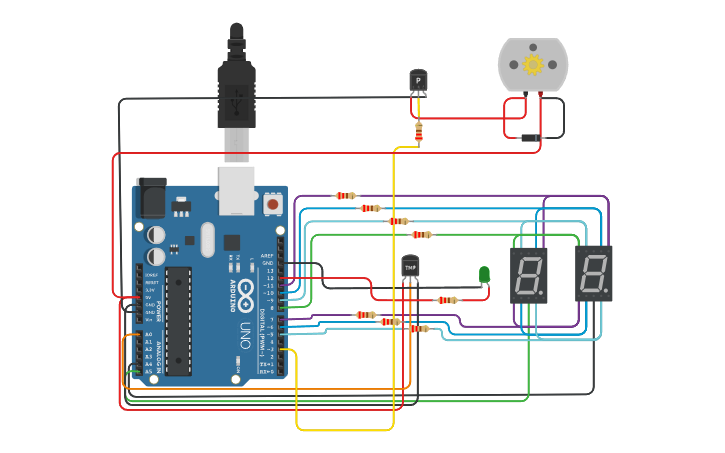 P
TMP
AREF
GND
13
12
~11
~10
~9
8
7
~6
~5
4
~3
2
TX→1
RX←0
DIGITAL (PWM~)
ARDUINO
UNO
TX
RX
L
ON
IOREF
RESET
3.3V
5V
GND
GND
Vin
POWER
A0
A1
A2
A3
A4
A5
ANALOG IN